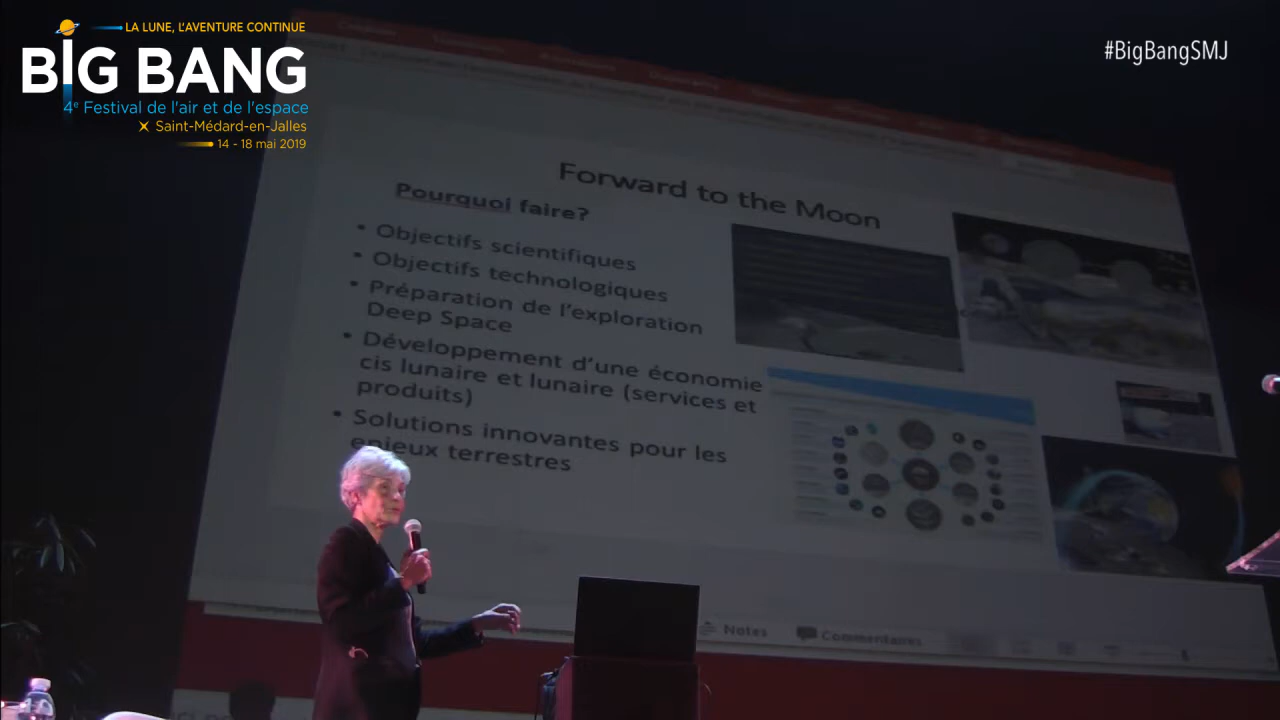 LA LUNE, L'AVENTURE CONTINUE
BIG BANG
4e Festival de l'air et de l'espace
Saint-Médard-en-Jalles
14 - 18 mai 2019
#BigBangSMJ
Forward to the Moon
Pourquoi faire?
• Objectifs scientifiques
• Objectifs technologiques
• Préparation de l'exploration
Deep Space
• Développement d'une économie
cis lunaire et lunaire (services et
produits)
• Solutions innovantes pour les
enjeux terrestres
Notes
Commentaires